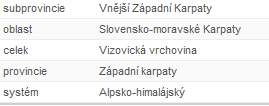 subprovincie Vnější Západní Karpaty
oblast Slovensko-moravské Karpaty
celek Vizovická vrchovina
provincie Západní karpaty
systém Alpsko-himalájský